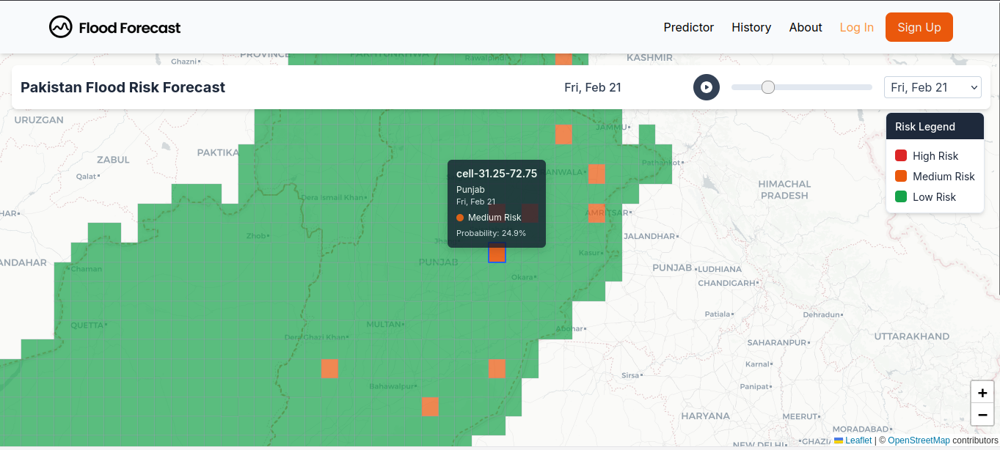 Flood Forecast
Predictor
History
About
Log In
Sign Up
Ghazni
PROVINCE
PAKHTUNKHWA
Rawalpindi
KASHMIR
Pakistan Flood Risk Forecast
Fri, Feb 21
Fri, Feb 21
URUZGAN
JAMMU
Risk Legend
High Risk
Medium Risk
Low Risk
ZABUL
PAKTIKA
Pathankot
Qalat
cell-31.25-72.75
Punjab
Fri, Feb 21
Medium Risk
Probability: 24.9%
ANWALA
HIMACHAL
PRADESH
Dera Ismail Khan
HAR
AMRITSAR
Zhob
JALANDHAR
Kasur
ANDAHAR
Chaman
PUNJAB
PUNJAB
LUDHIANA
Okara
CHANDIGARH
Patiala
Dehradun
QUETTA
MULTAN
Abohar
Dera Ghazi Khan
SAHARANPUR
UTTARAKHAND
Karnal
Sirsa
Bahawalpur
Panipat
HARYANA
MEERUT
MORADABAD
NEW DELHI
GHAZI
+
−
Leaflet | © OpenStreetMap contributors